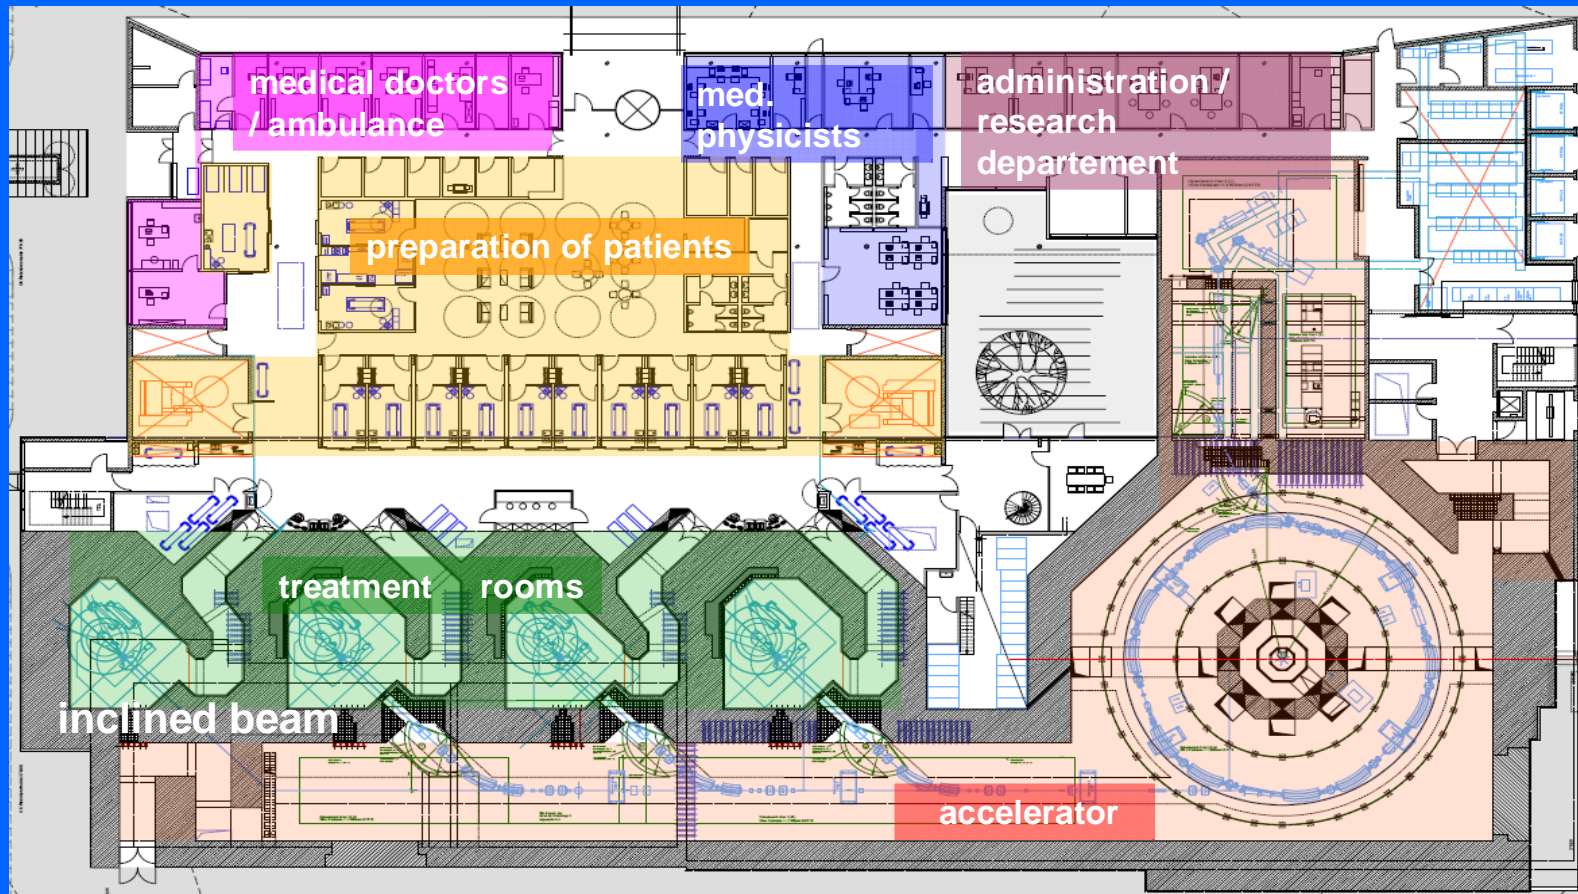 medical doctors
/ ambulance
med.
physicists
administration /
research
departement
preparation of patients
treatment rooms
inclined beam
accelerator